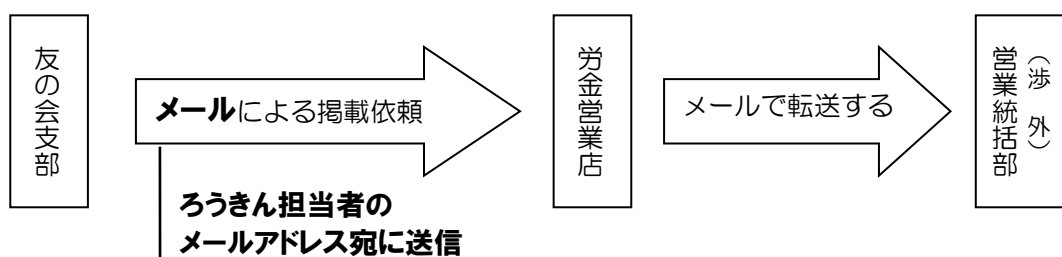 友の会支部
メールによる掲載依頼
ろうきん担当者の
メールアドレス宛に送信
労金営業店
メールで転送する
営業統括部
（渉 外）